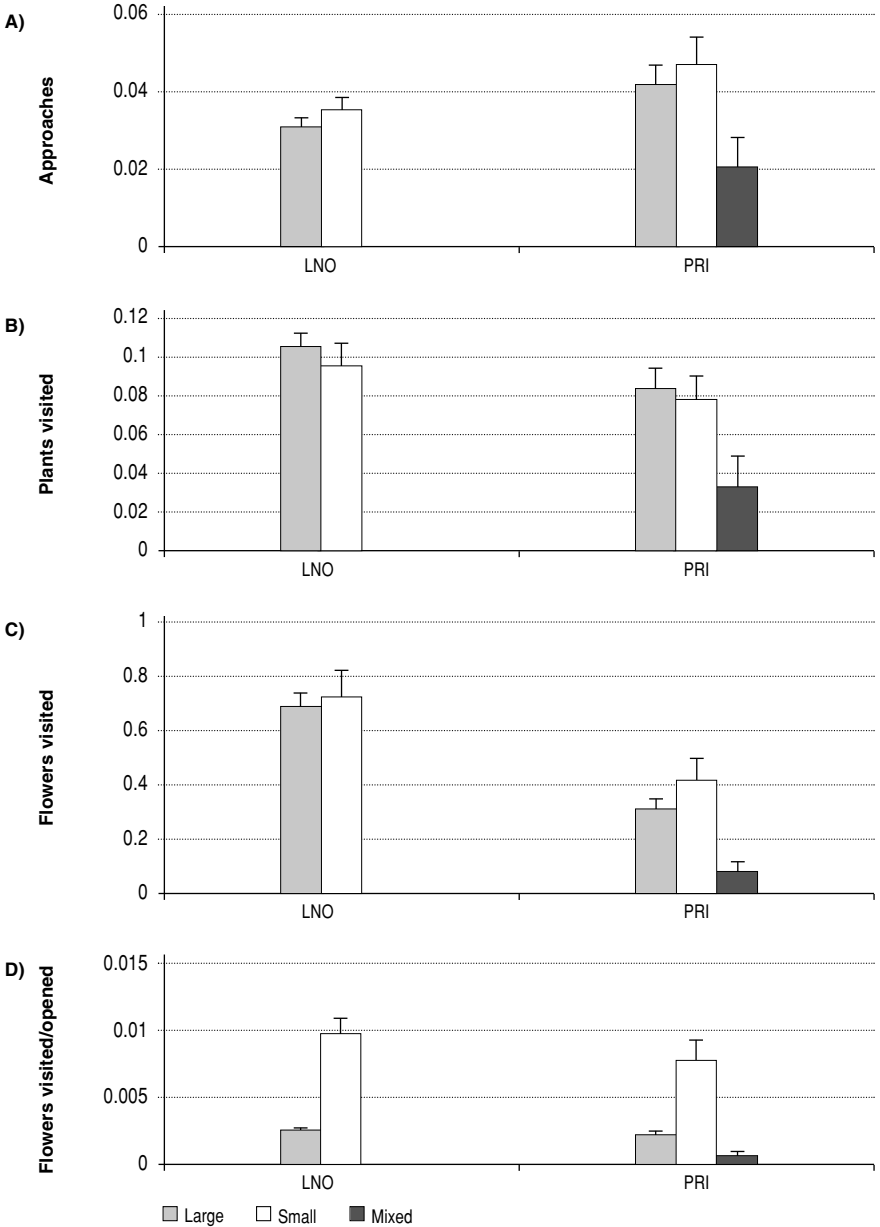 A)
Approaches
0.06
0.04
0.02
0
LNO PRI
B)
Plants visited
0.12
0.1
0.08
0.06
0.04
0.02
0
LNO PRI
C)
Flowers visited
1
0.8
0.6
0.4
0.2
0
LNO PRI
D)
Flowers visited/opened
0.015
0.01
0.005
0
LNO PRI
Large Small Mixed